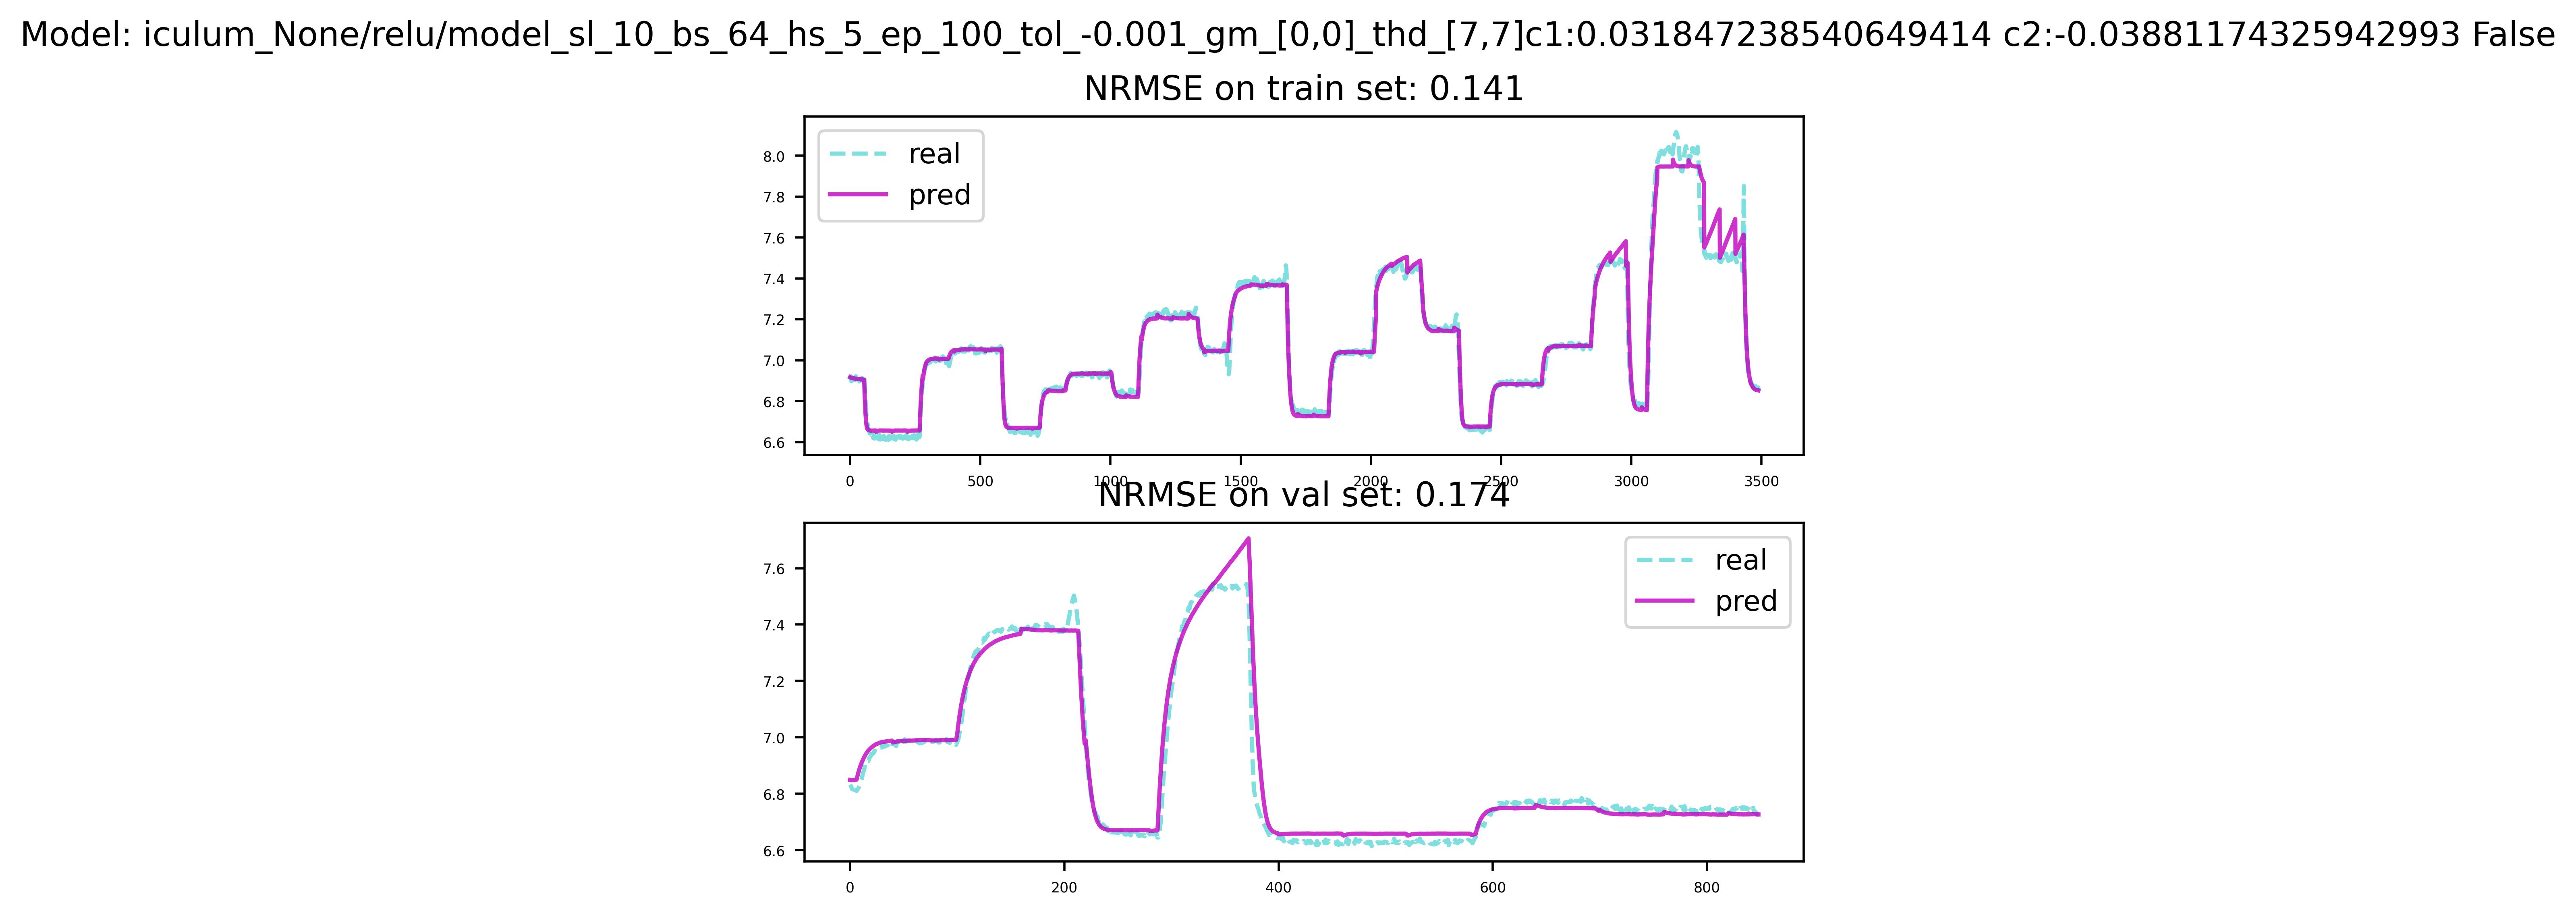 Model: iculum_None/relu/model_sl_10_bs_64_hs_5_ep_100_tol_-0.001_gm_[0,0]_thd_[7,7]c1:0.031847238540649414 c2:-0.03881174325942993 False
NRMSE on train set: 0.141
real
pred
8.0
7.8
7.6
7.4
7.2
7.0
6.8
6.6
0 500 1000 1500 2000 2500 3000 3500
NRMSE on val set: 0.174
real
pred
7.6
7.4
7.2
7.0
6.8
6.6
0 200 400 600 800